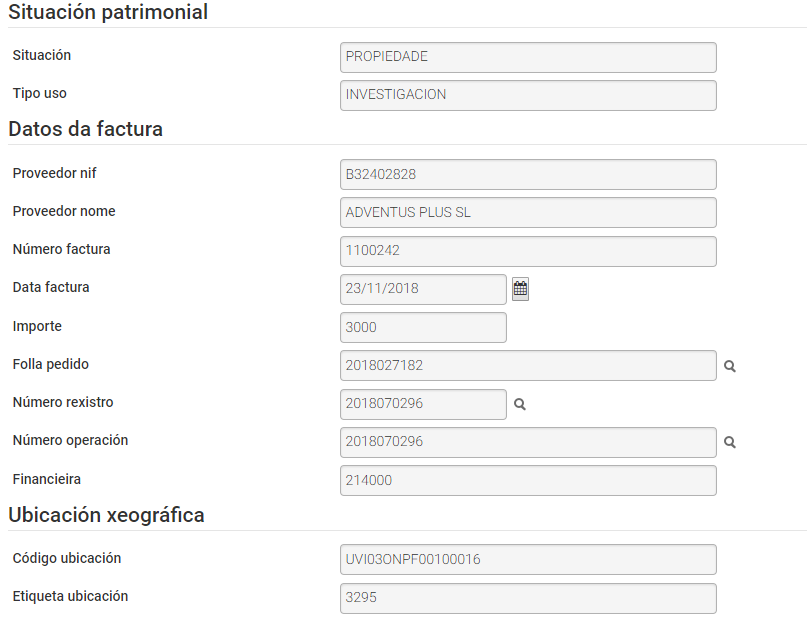 Situación patrimonial
Situación PROPIEDADE
Tipo uso INVESTIGACION
Datos da factura
Proveedor nif B32402828
Proveedor nome ADVENTUS PLUS SL
Número factura 1100242
Data factura 23/11/2018
Importe 3000
Folla pedido 2018027182
Número rexistro 2018070296
Número operación 2018070296
Financieira 214000
Ubicación xeográfica
Código ubicación UVI03ONPF00100016
Etiqueta ubicación 3295